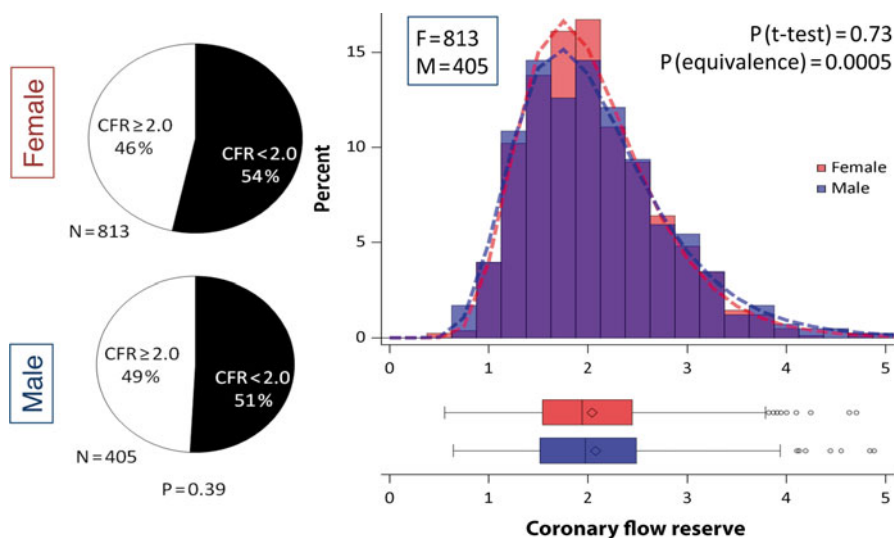 Female
CFR ≥ 2.0
46%
CFR < 2.0
54%
N = 813
Male
CFR ≥ 2.0
49%
CFR < 2.0
51%
N = 405
P = 0.39
F = 813
M = 405
P (t-test) = 0.73
P (equivalence) = 0.0005
Percent
15
10
5
0
Female
Male
0 1 2 3 4 5
0 1 2 3 4 5
Coronary flow reserve